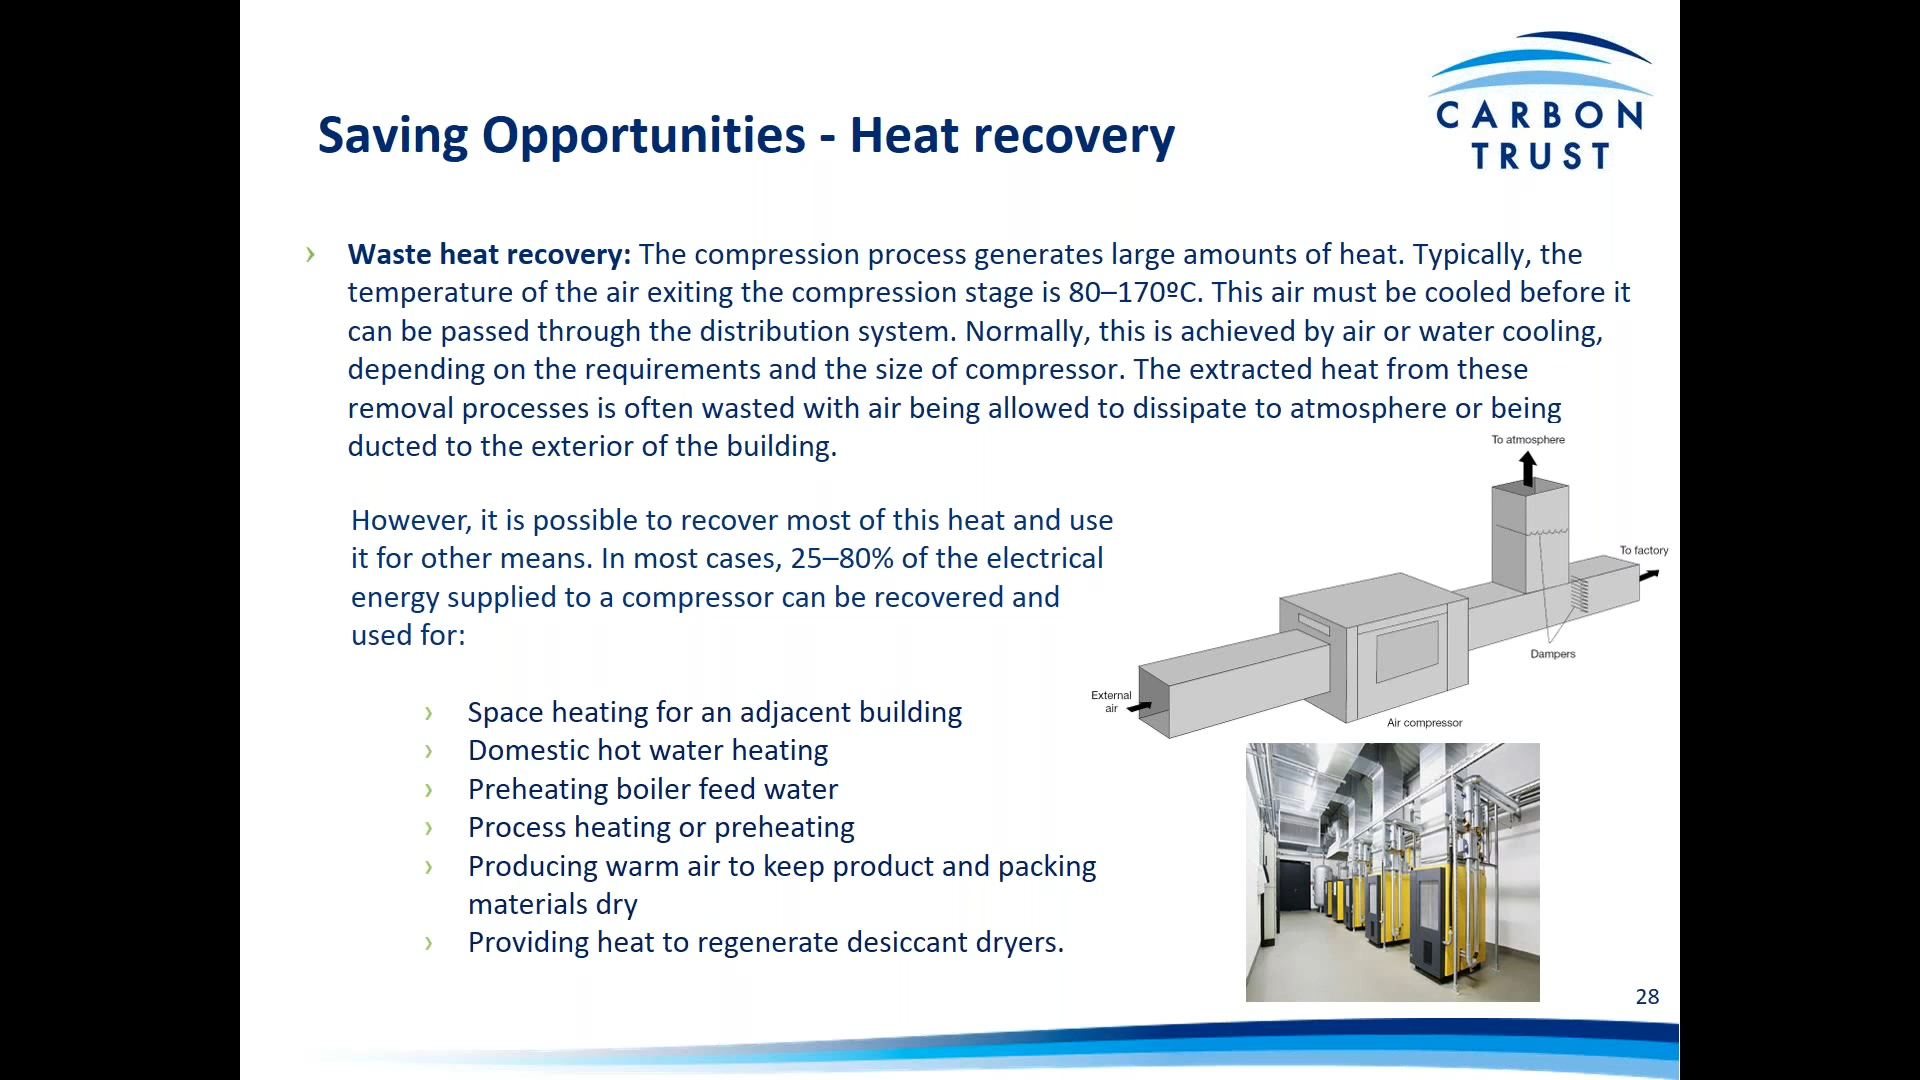 CARBON
TRUST
Saving Opportunities - Heat recovery
› Waste heat recovery: The compression process generates large amounts of heat. Typically, the
temperature of the air exiting the compression stage is 80–170ºC. This air must be cooled before it
can be passed through the distribution system. Normally, this is achieved by air or water cooling,
depending on the requirements and the size of compressor. The extracted heat from these
removal processes is often wasted with air being allowed to dissipate to atmosphere or being
ducted to the exterior of the building.
However, it is possible to recover most of this heat and use
it for other means. In most cases, 25–80% of the electrical
energy supplied to a compressor can be recovered and
used for:
› Space heating for an adjacent building
› Domestic hot water heating
› Preheating boiler feed water
› Process heating or preheating
› Producing warm air to keep product and packing
materials dry
› Providing heat to regenerate desiccant dryers.
To atmosphere
To factory
Dampers
External
air
Air compressor
28